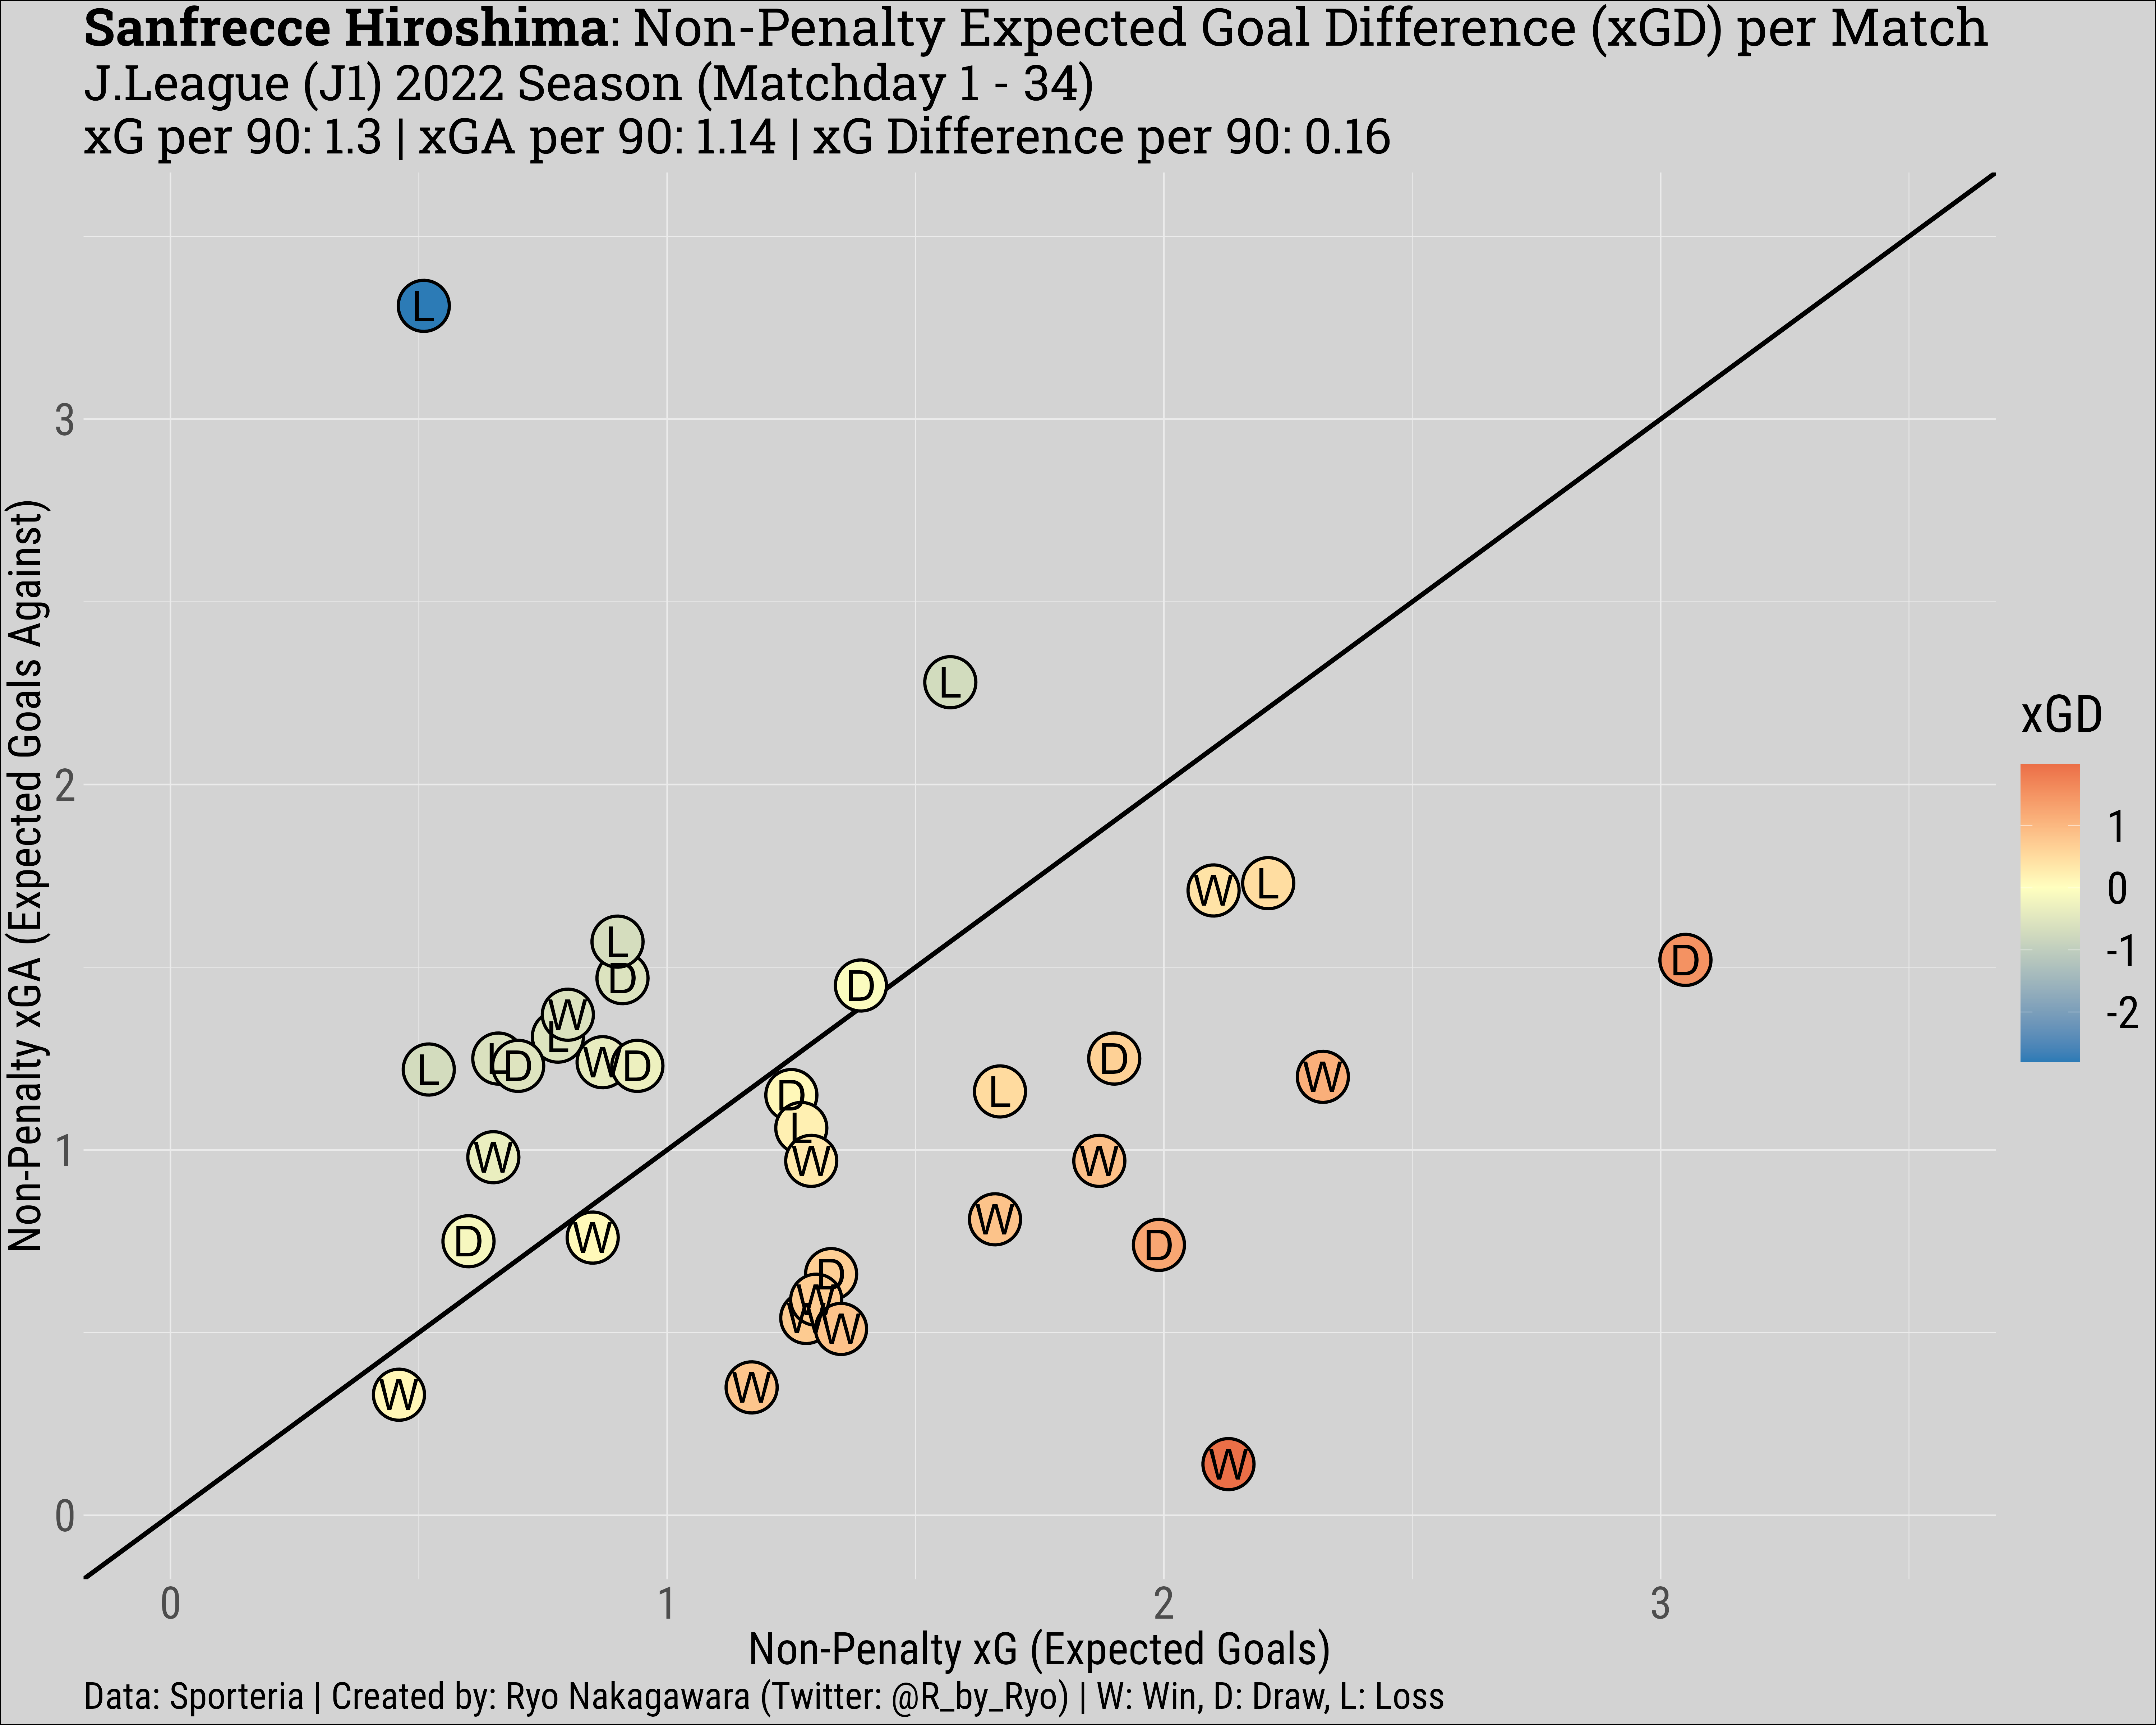 Sanfrecce Hiroshima: Non-Penalty Expected Goal Difference (xGD) per Match
J.League (J1) 2022 Season (Matchday 1 - 34)
xG per 90: 1.3 | xGA per 90: 1.14 | xG Difference per 90: 0.16
Non-Penalty xGA (Expected Goals Against)
3
2
1
0
L
L
W
L
D
L
D
D
W
L
L
L
D
W
D
D
W
L
D
L
W
W
W
W
D
W
W
D
D
W
W
W
W
W
xGD
1
0
-1
-2
0
1
2
3
Non-Penalty xG (Expected Goals)
Data: Sporteria | Created by: Ryo Nakagawara (Twitter: @R_by_Ryo) | W: Win, D: Draw, L: Loss